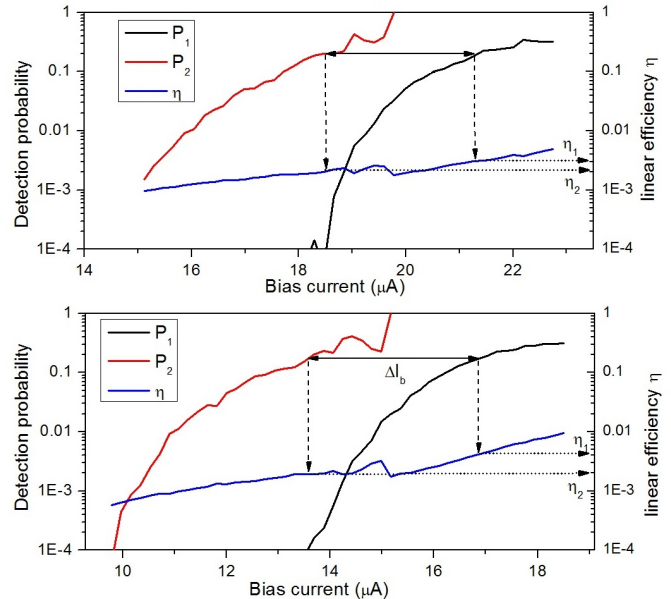 Detection probability
1
0.1
0.01
1E-3
1E-4
P₁
P₂
η
η₁
η₂
1
0.1
0.01
1E-3
1E-4
linear efficiency η
14
16
18
20
22
Bias current (μA)
Detection probability
1
0.1
0.01
1E-3
1E-4
P₁
P₂
η
ΔI_b
η₁
η₂
1
0.1
0.01
1E-3
1E-4
linear efficiency η
10
12
14
16
18
Bias current (μA)